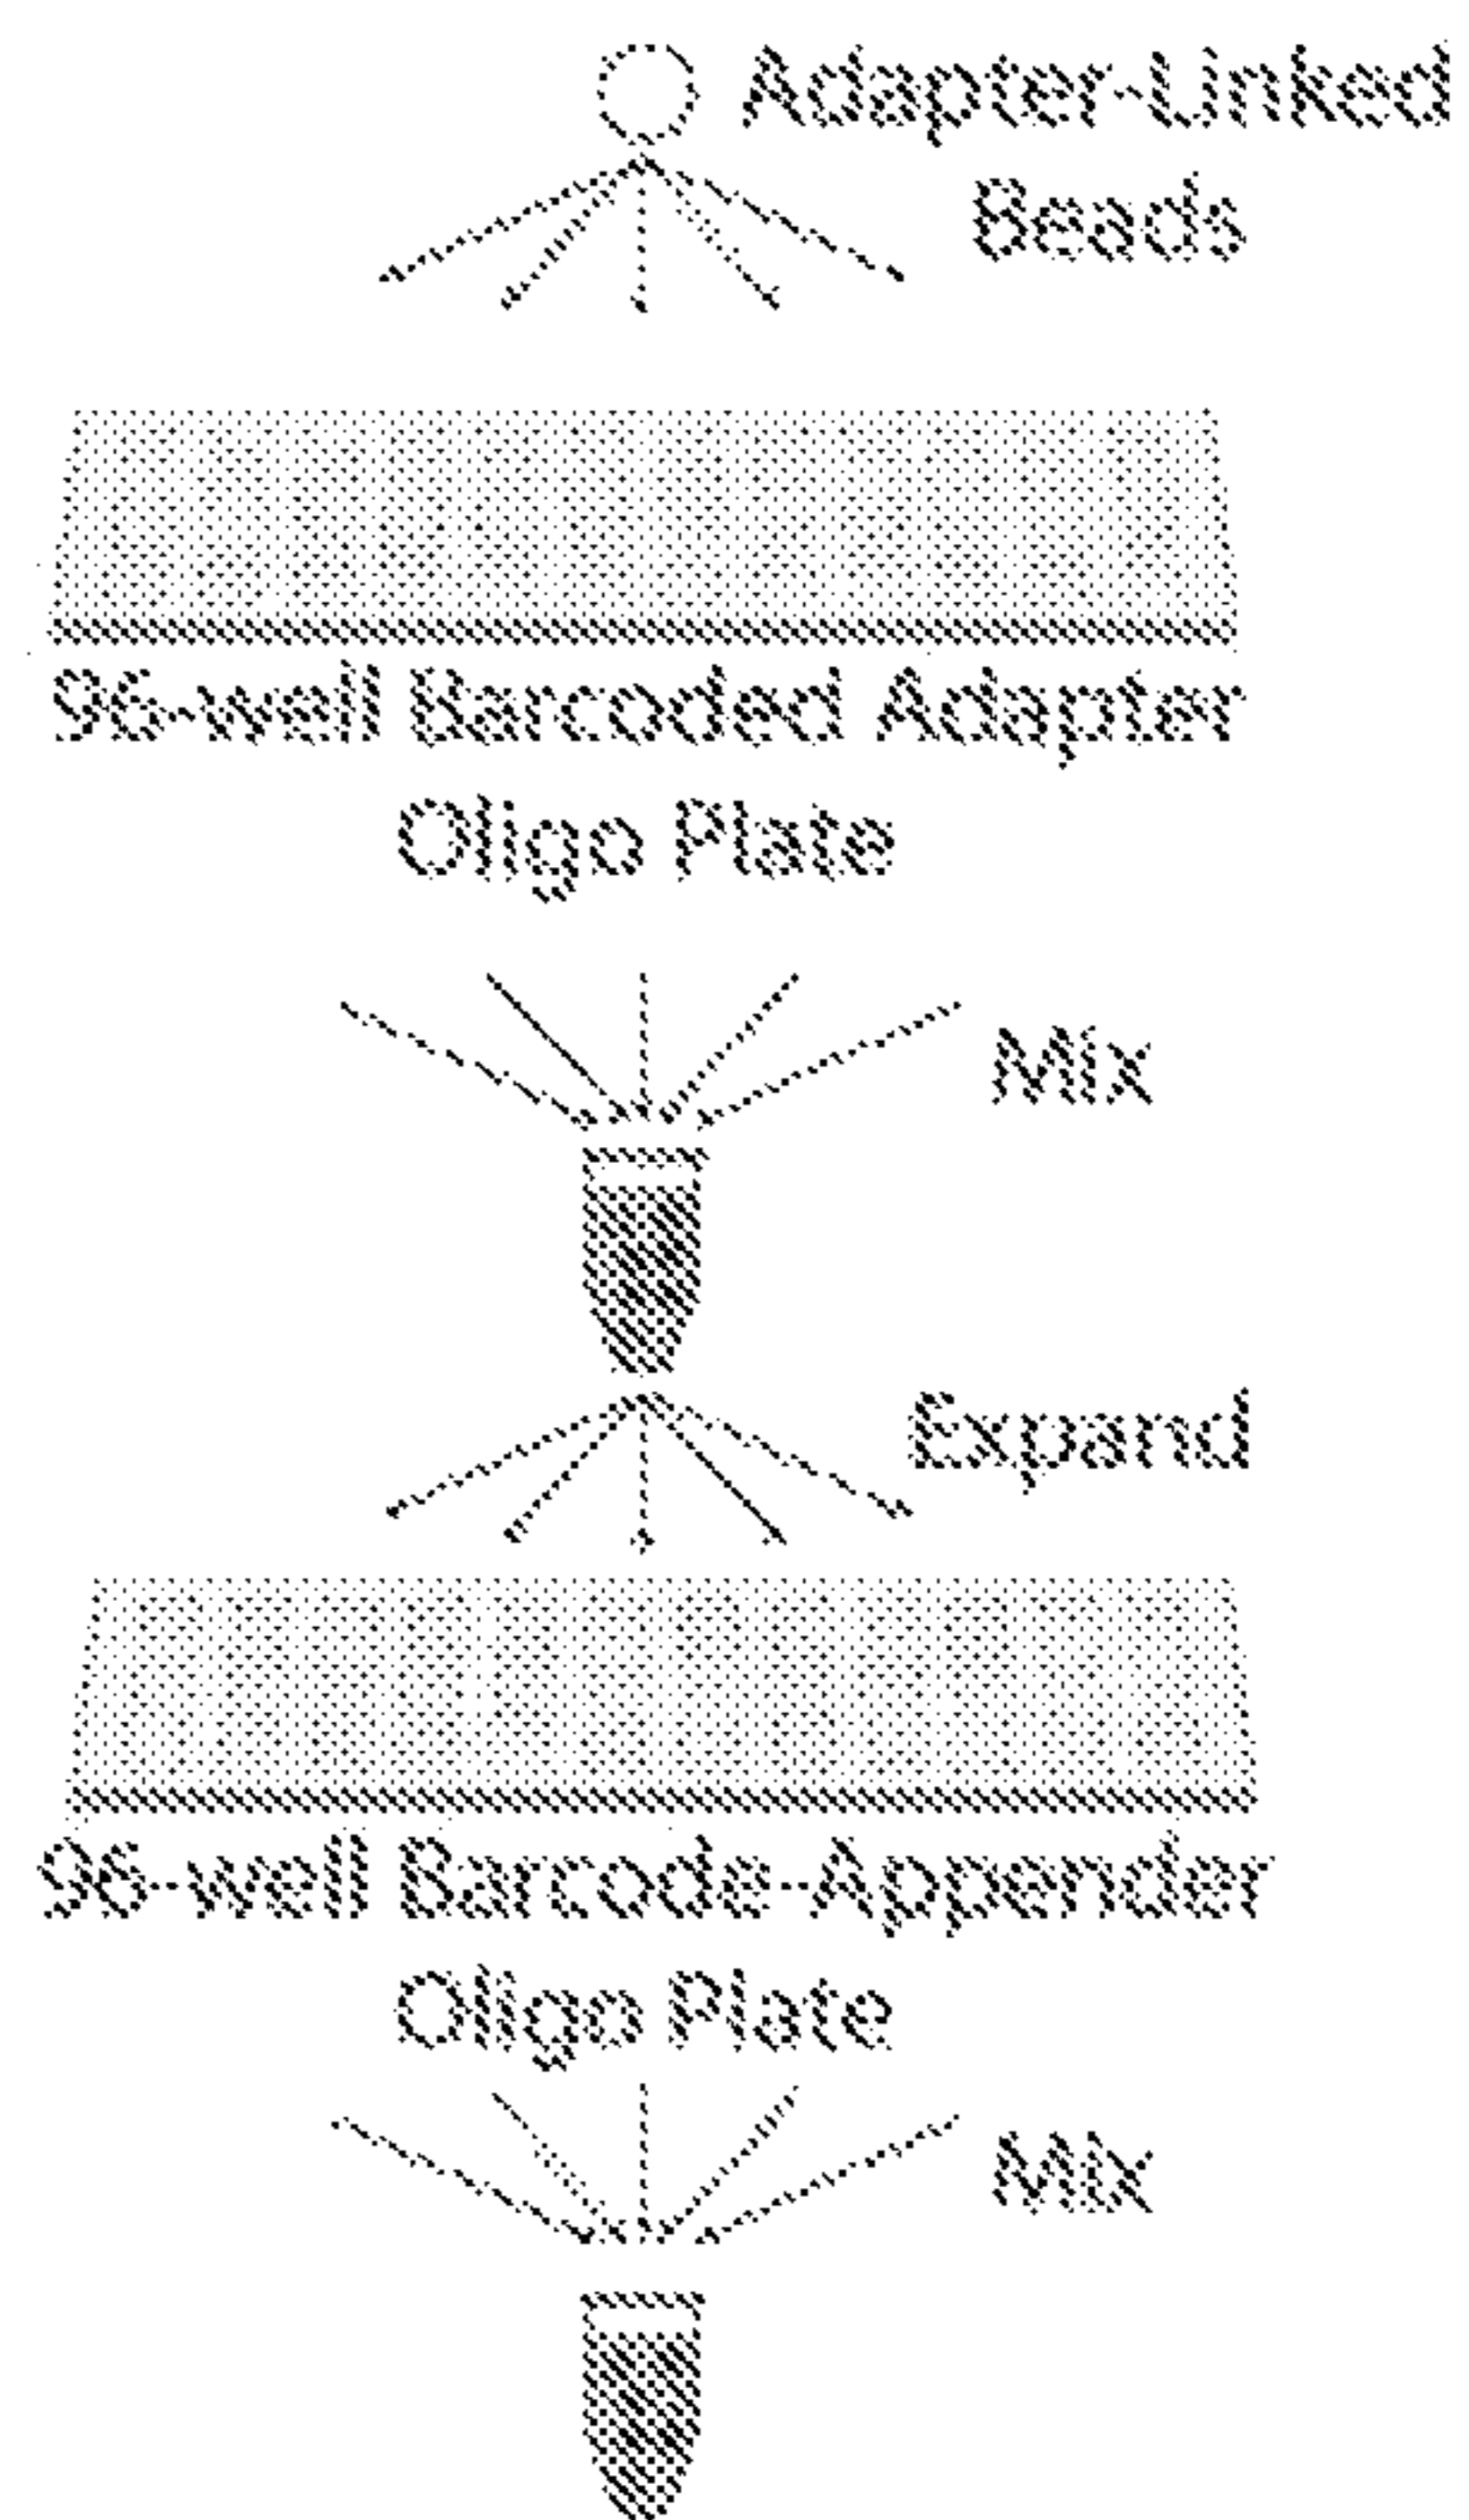 Adapter-Linked
Beads
96-well Barcoded Adapter
Oligo Plate
Mix
Expand
96-well Barcode-Appender
Oligo Plate
Mix